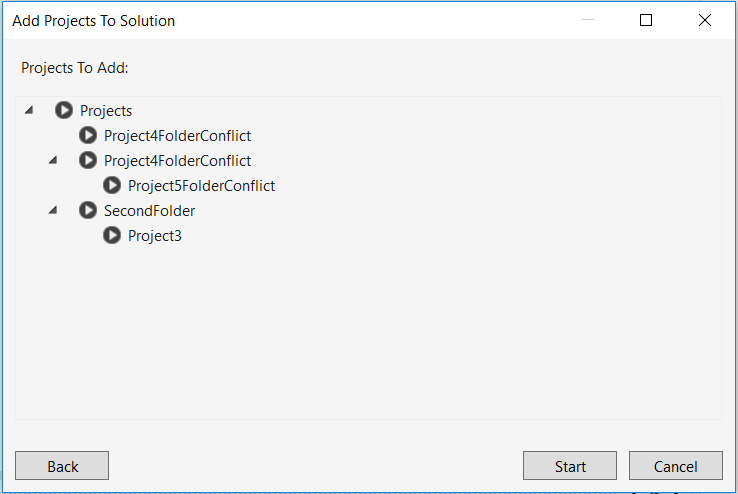 Add Projects To Solution
Projects To Add:
Projects
Project4FolderConflict
Project4FolderConflict
Project5FolderConflict
SecondFolder
Project3
Back
Start
Cancel